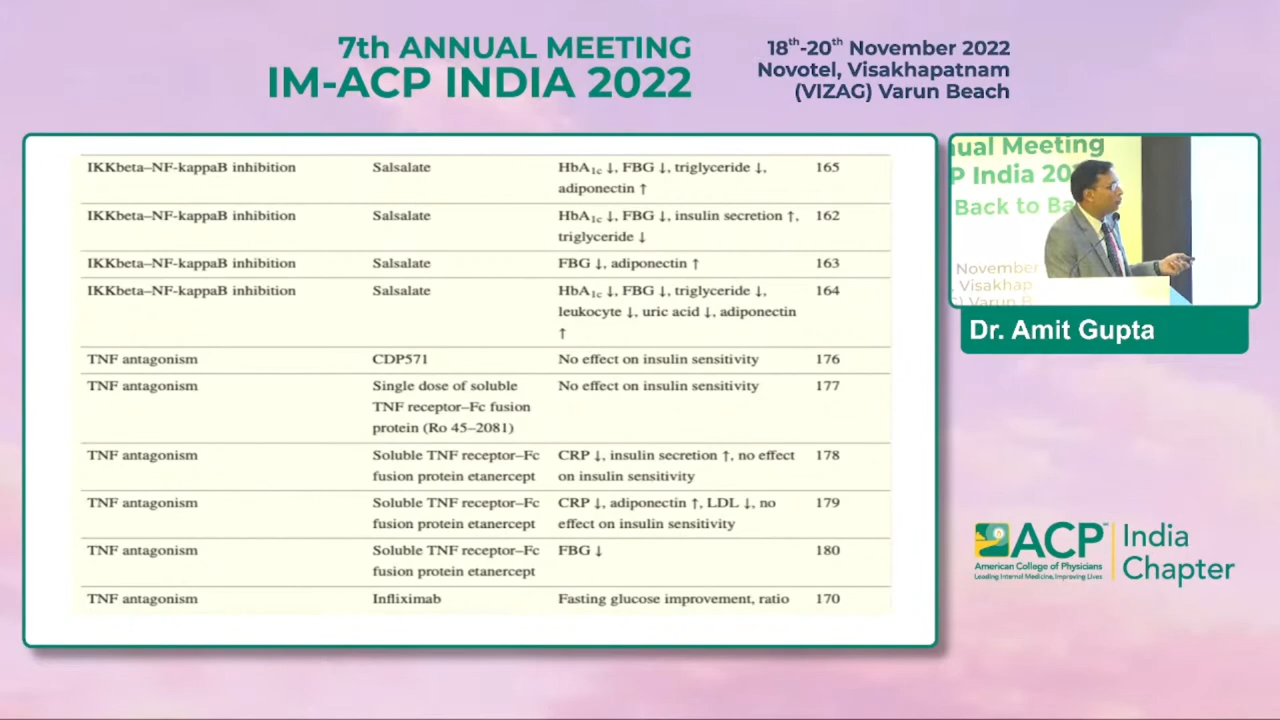 7th ANNUAL MEETING
IM-ACP INDIA 2022
18th-20th November 2022
Novotel, Visakhapatnam
(VIZAG) Varun Beach
IKKbeta–NF-kappaB inhibition Salsalate HbA1c ↓, FBG ↓, triglyceride ↓, 165
adiponectin ↑
IKKbeta–NF-kappaB inhibition Salsalate HbA1c ↓, FBG ↓, insulin secretion ↑, 162
triglyceride ↓
IKKbeta–NF-kappaB inhibition Salsalate FBG ↓, adiponectin ↑ 163
IKKbeta–NF-kappaB inhibition Salsalate HbA1c ↓, FBG ↓, triglyceride ↓, 164
leukocyte ↓, uric acid ↓, adiponectin
↑
TNF antagonism CDP571 No effect on insulin sensitivity 176
TNF antagonism Single dose of soluble No effect on insulin sensitivity 177
TNF receptor–Fc fusion
protein (Ro 45–2081)
TNF antagonism Soluble TNF receptor–Fc CRP ↓, insulin secretion ↑, no effect 178
fusion protein etanercept on insulin sensitivity
TNF antagonism Soluble TNF receptor–Fc CRP ↓, adiponectin ↑, LDL ↓, no 179
fusion protein etanercept effect on insulin sensitivity
TNF antagonism Soluble TNF receptor–Fc FBG ↓ 180
fusion protein etanercept
TNF antagonism Infliximab Fasting glucose improvement, ratio 170
ual Meeting
P India 20
Back to Ba
November
Visakhap
) Varun B
Dr. Amit Gupta
ACP
American College of Physicians
Leading Internal Medicine, Improving Lives
India
Chapter